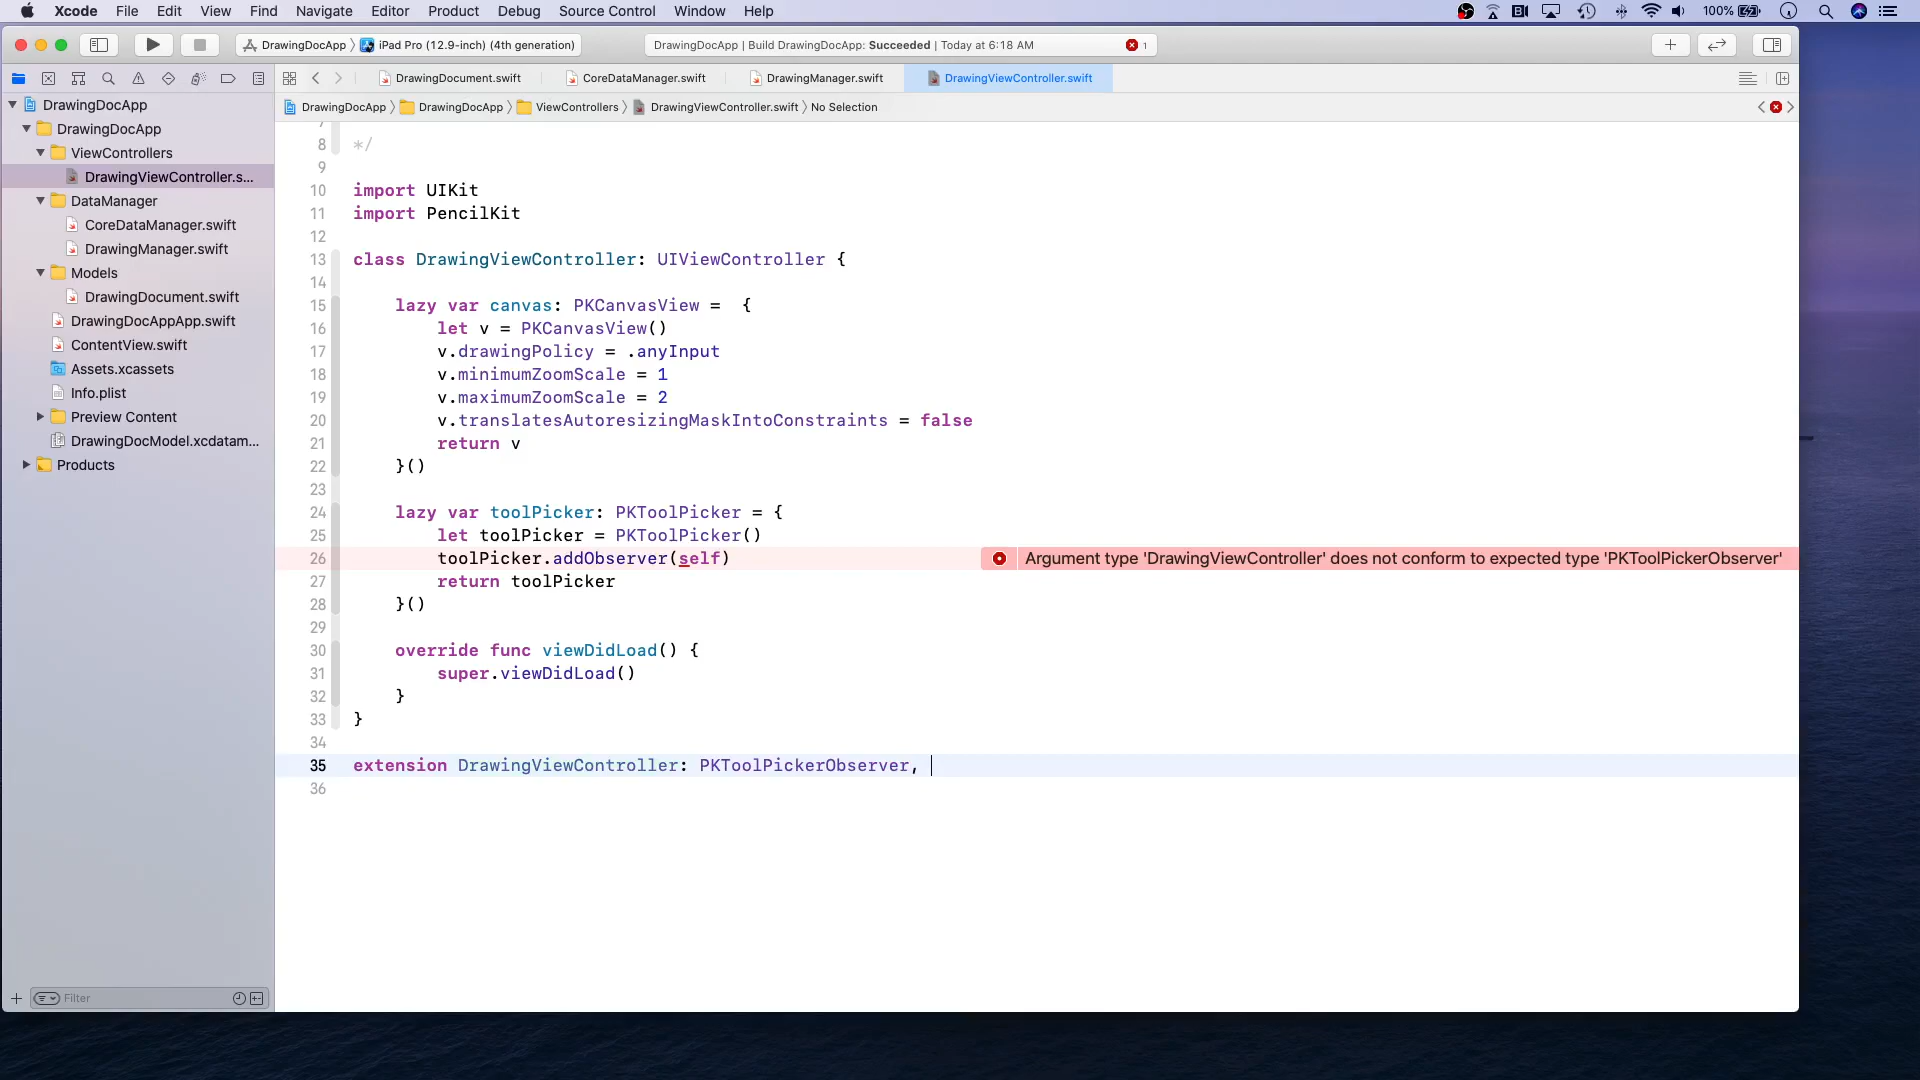 Xcode File Edit View Find Navigate Editor Product Debug Source Control Window Help 100%
DrawingDocApp iPad Pro (12.9-inch) (4th generation) DrawingDocApp | Build DrawingDocApp: Succeeded | Today at 6:18 AM 1
DrawingDocument.swift CoreDataManager.swift DrawingManager.swift DrawingViewController.swift
DrawingDocApp DrawingDocApp ViewControllers DrawingViewController.swift No Selection
DrawingDocApp
DrawingDocApp
ViewControllers
DrawingViewController.s...
DataManager
CoreDataManager.swift
DrawingManager.swift
Models
DrawingDocument.swift
DrawingDocAppApp.swift
ContentView.swift
Assets.xcassets
Info.plist
Preview Content
DrawingDocModel.xcdatam...
Products
Filter
7
8 */
9
10 import UIKit
11 import PencilKit
12
13 class DrawingViewController: UIViewController {
14
15 lazy var canvas: PKCanvasView = {
16 let v = PKCanvasView()
17 v.drawingPolicy = .anyInput
18 v.minimumZoomScale = 1
19 v.maximumZoomScale = 2
20 v.translatesAutoresizingMaskIntoConstraints = false
21 return v
22 }()
23
24 lazy var toolPicker: PKToolPicker = {
25 let toolPicker = PKToolPicker()
26 toolPicker.addObserver(self) Argument type 'DrawingViewController' does not conform to expected type 'PKToolPickerObserver'
27 return toolPicker
28 }()
29
30 override func viewDidLoad() {
31 super.viewDidLoad()
32 }
33 }
34
35 extension DrawingViewController: PKToolPickerObserver,
36